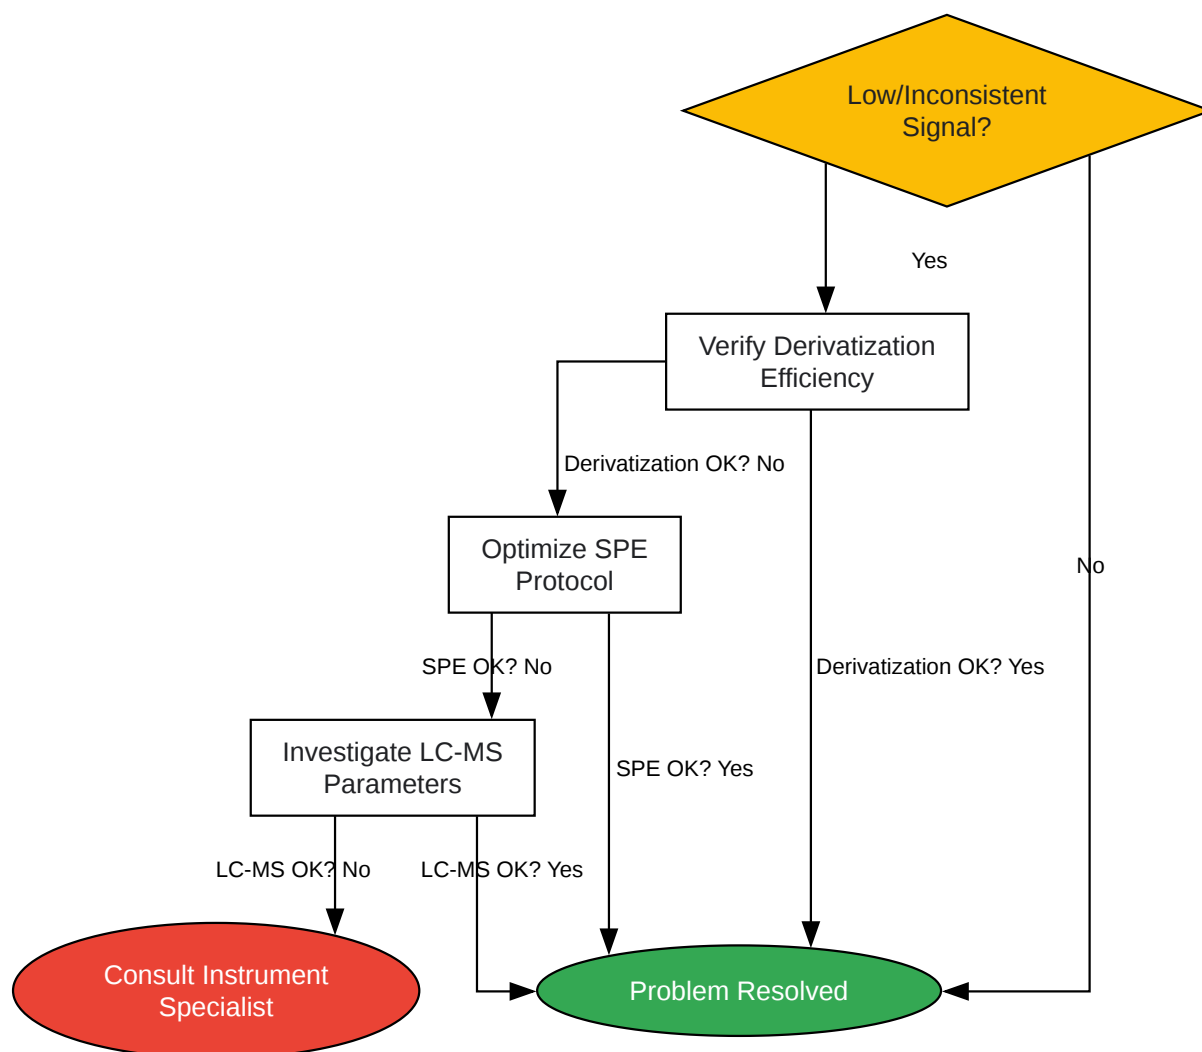 Low/Inconsistent
Signal?
Yes
Verify Derivatization
Efficiency
Derivatization OK? No
Optimize SPE
Protocol
No
SPE OK? No
Derivatization OK? Yes
Investigate LC-MS
Parameters
SPE OK? Yes
LC-MS OK? No
LC-MS OK? Yes
Consult Instrument
Specialist
Problem Resolved